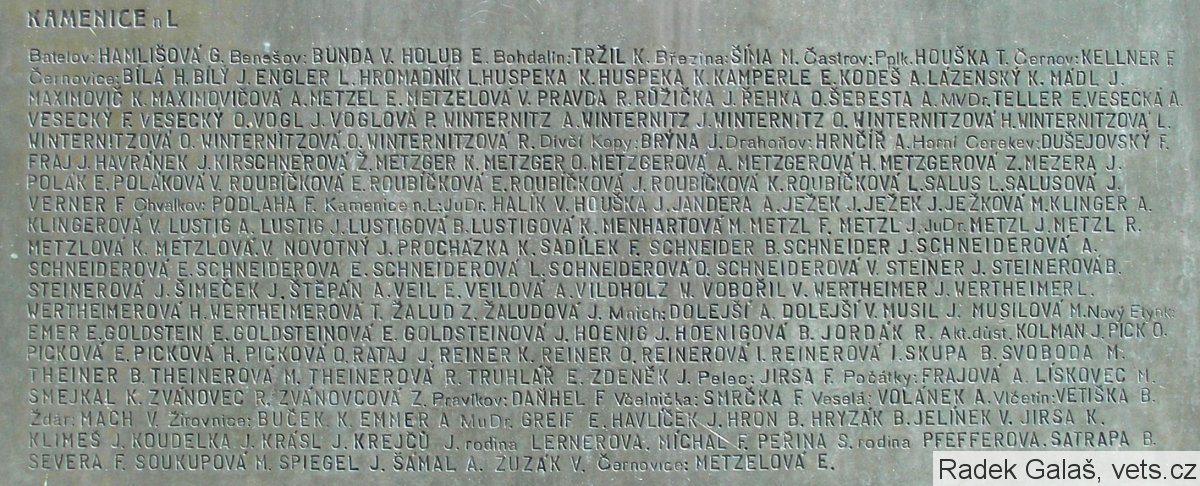 KAMENICE n L
Batelov: HAMLIŠOVÁ G. Benešov: BUNDA V. HOLUB E. Bohdalín: TRŽIL K. Březina: ŠÍMA M. Častrov: Pplk. HOUŠKA T. Černov: KELLNER F.
Černovice: BÍLÁ H. BÍLÝ J. ENGLER L. HROMADNÍK L. HUSPEKA K. HUSPEKA K. KAMPERLE E. KODEŠ A. LÁZENSKÝ K. MÁDL J.
MAXIMOVIČ K. MAXIMOVIČOVÁ A. METZEL E. METZELOVÁ V. PRAVDA R. RŮŽIČKA J. ŘEHKA O. ŠEBESTA A. MVDr. TELLER E. VESECKÁ A.
VESECKÝ F. VESECKÝ O. VOGL J. VOGLOVÁ P. WINTERNITZ A. WINTERNITZ J. WINTERNITZ O. WINTERNITZOVÁ H. WINTERNITZOVÁ L.
WINTERNITZOVÁ O. WINTERNITZOVÁ O. WINTERNITZOVÁ R. Dívčí Kopy: BRÝNA J. Drahoňov: HRNČÍŘ A. Horní Cerekev: DUŠEJOVSKÝ F.
FRAJ J. HAVRÁNEK J. KIRSCHNEROVÁ Ž. METZGER K. METZGER O. METZGEROVÁ A. METZGEROVÁ H. METZGEROVÁ Z. MEZERA J.
POLÁK E. POLÁKOVÁ V. ROUBÍČKOVÁ E. ROUBÍČKOVÁ E. ROUBÍČKOVÁ J. ROUBÍČKOVÁ K. ROUBÍČKOVÁ L. SALUS L. SALUSOVÁ J.
VERNER F. Chválkov: PODLAHA F. Kamenice n.L.: JuDr. HALÍK V. HOUŠKA J. JANDERA A. JEŽEK J. JEŽEK J. JEŽKOVÁ M. KLINGER A.
KLINGEROVÁ V. LUSTIG A. LUSTIG J. LUSTIGOVÁ B. LUSTIGOVÁ K. MENHARTOVÁ M. METZL F. METZL J. JuDr. METZL J. METZL R.
METZLOVÁ K. METZLOVÁ V. NOVOTNÝ J. PROCHÁZKA K. SADÍLEK F. SCHNEIDER B. SCHNEIDER J. SCHNEIDEROVÁ A.
SCHNEIDEROVÁ E. SCHNEIDEROVÁ E. SCHNEIDEROVÁ L. SCHNEIDEROVÁ O. SCHNEIDEROVÁ V. STEINER J. STEINEROVÁ B.
STEINEROVÁ J. ŠIMEČEK J. ŠTĚPÁN A. VEIL E. VEILOVÁ A. VILDHOLZ W. VOBOŘIL V. WERTHEIMER J. WERTHEIMER L.
WERTHEIMEROVÁ H. WERTHEIMEROVÁ T. ŽALUD Z. ŽALUDOVÁ J. Mnich: DOLEJŠÍ A. DOLEJŠÍ V. MUSIL J. MUSILOVÁ M. Nový Etynk:
EMER E. GOLDSTEIN E. GOLDSTEINOVÁ E. GOLDSTEINOVÁ J. HOENIG J. HOENIGOVÁ B. JORDÁK R. Akt. důst. KOLMAN J. PICK O.
PICKOVÁ E. PICKOVÁ H. PICKOVÁ O. RATAJ J. REINER K. REINER O. REINEROVÁ I. REINEROVÁ I. SKUPA B. SVOBODA M.
THEINER B. THEINEROVÁ M. THEINEROVÁ R. TRUHLÁŘ E. ZDENĚK J. Pelec: JIRSA F. Počátky: FRAJOVÁ A. LÍSKOVEC M.
SMEJKAL K. ZVÁNOVEC R. ZVÁNOVCOVÁ Z. Pravíkov: DAŇHEL F. Včelnička: SMRČKA F. Veselá: VOLÁNEK A. Vlčetín: VETIŠKA B.
Ždár: MACH V. Žirovnice: BUČEK K. EMMER A. MuDr. GREIF E. HAVLÍČEK J. HRON B. HRYZÁK B. JELÍNEK V. JIRSA K.
KLIMEŠ J. KOUDELKA J. KRÁSL J. KREJČŮ J. rodina LERNEROVA. MICHAL F. PEŘINA S. rodina PFEFFEROVA. SATRAPA B.
SEVERA F. SOUKUPOVÁ M. SPIEGEL J. ŠAMAL A. ŽUZÁK V. Černovice: METZELOVÁ E.
Radek Galaš, vets.cz